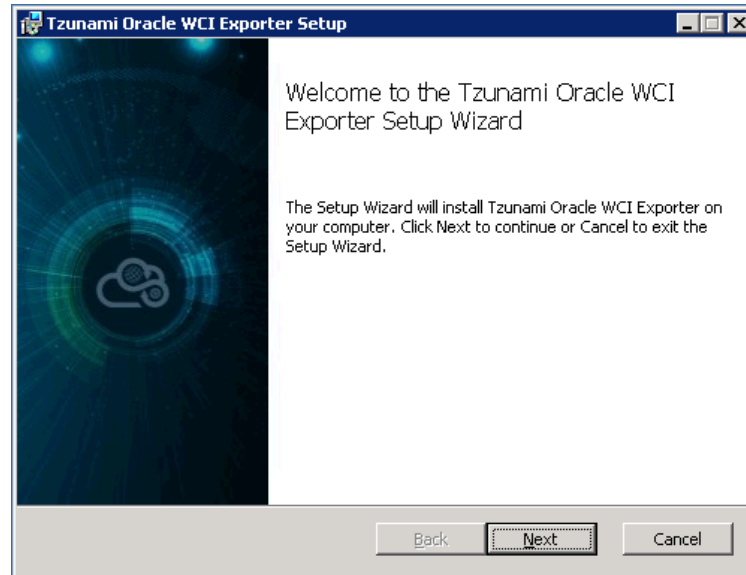 Tzunami Oracle WCI Exporter Setup
Welcome to the Tzunami Oracle WCI
Exporter Setup Wizard
The Setup Wizard will install Tzunami Oracle WCI Exporter on
your computer. Click Next to continue or Cancel to exit the
Setup Wizard.
Back
Next
Cancel